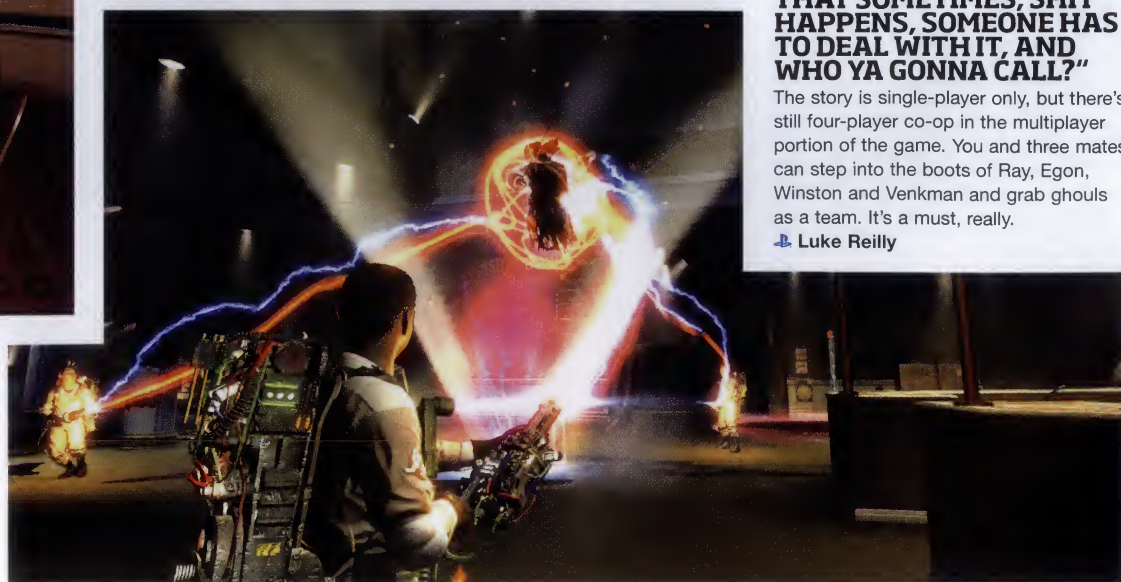 THAT SOMETIMES, SHIT
HAPPENS, SOMEONE HAS
TO DEAL WITH IT, AND
WHO YA GONNA CALL?"
The story is single-player only, but there's
still four-player co-op in the multiplayer
portion of the game. You and three mates
can step into the boots of Ray, Egon,
Winston and Venkman and grab ghouls
as a team. It's a must, really.
Luke Reilly